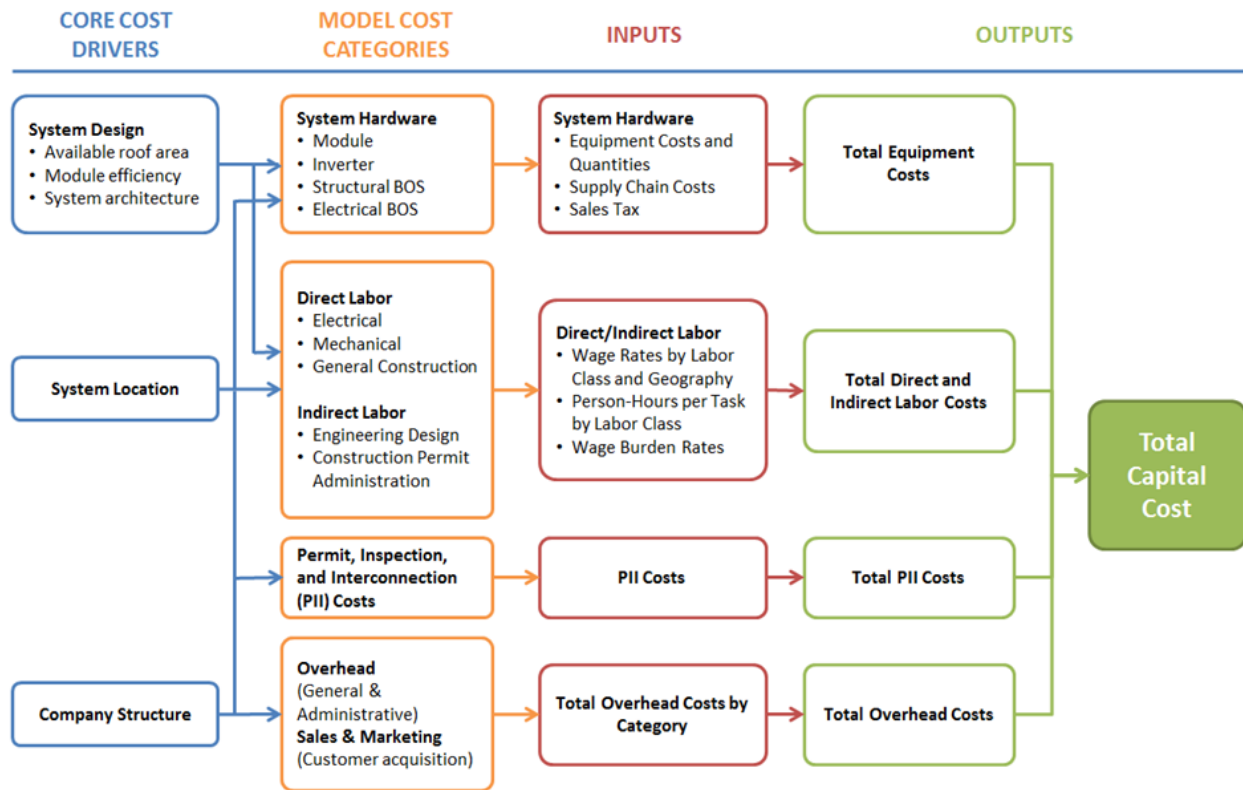 CORE COST
DRIVERS
MODEL COST
CATEGORIES
INPUTS
OUTPUTS
System Design
• Available roof area
• Module efficiency
• System architecture
System Hardware
• Module
• Inverter
• Structural BOS
• Electrical BOS
System Hardware
• Equipment Costs and
Quantities
• Supply Chain Costs
• Sales Tax
Total Equipment
Costs
System Location
Direct Labor
• Electrical
• Mechanical
• General Construction
Indirect Labor
• Engineering Design
• Construction Permit
Administration
Direct/Indirect Labor
• Wage Rates by Labor
Class and Geography
• Person-Hours per Task
by Labor Class
• Wage Burden Rates
Total Direct and
Indirect Labor Costs
Total
Capital
Cost
Permit, Inspection,
and Interconnection
(PII) Costs
PII Costs
Total PII Costs
Company Structure
Overhead
(General &
Administrative)
Sales & Marketing
(Customer acquisition)
Total Overhead Costs by
Category
Total Overhead Costs